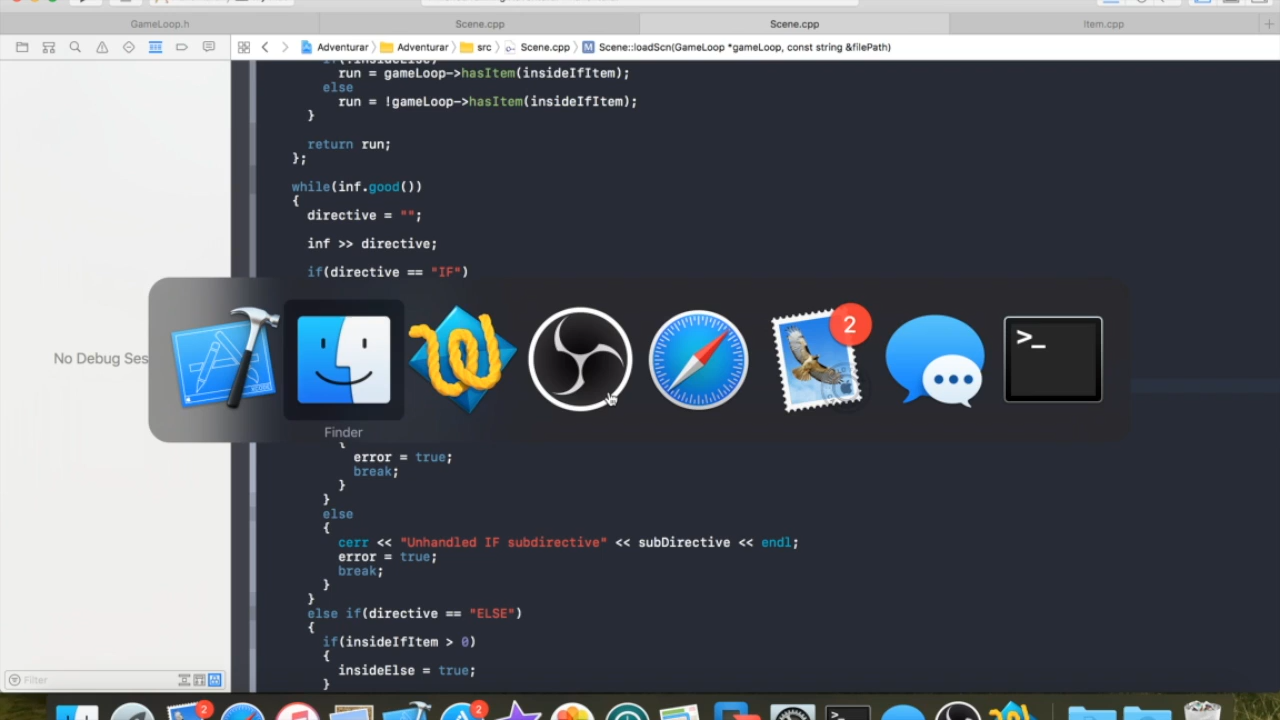 GameLoop.h
Scene.cpp
Scene.cpp
Item.cpp
Adventurar
Adventurar
src
Scene.cpp
Scene::loadScn(GameLoop *gameLoop, const string &filePath)
run = gameLoop->hasItem(insideIfItem);
else
run = !gameLoop->hasItem(insideIfItem);
}
return run;
};
while(inf.good())
{
directive = "";
inf >> directive;
if(directive == "IF")
No Debug Ses
2
>_
Finder
{
error = true;
break;
}
}
else
{
cerr << "Unhandled IF subdirective" << subDirective << endl;
error = true;
break;
}
}
else if(directive == "ELSE")
{
if(insideIfItem > 0)
{
insideElse = true;
}
Filter
2
2